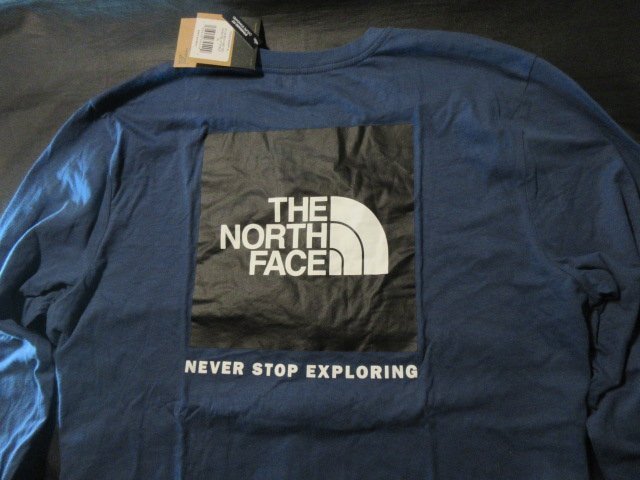 THE
NORTH
FACE
NEVER STOP EXPLORING